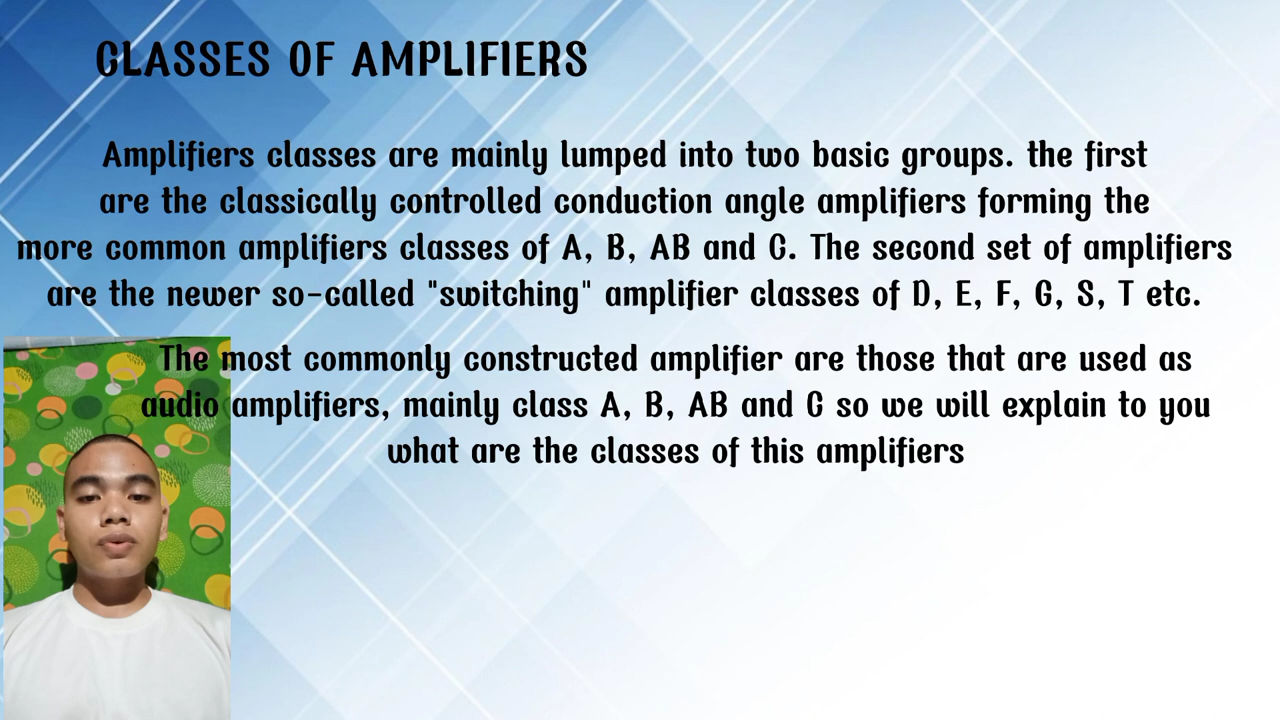 CLASSES OF AMPLIFIERS
Amplifiers classes are mainly lumped into two basic groups. the first
are the classically controlled conduction angle amplifiers forming the
more common amplifiers classes of A, B, AB and C. The second set of amplifiers
are the newer so-called "switching" amplifier classes of D, E, F, G, S, T etc.
The most commonly constructed amplifier are those that are used as
audio amplifiers, mainly class A, B, AB and C so we will explain to you
what are the classes of this amplifiers